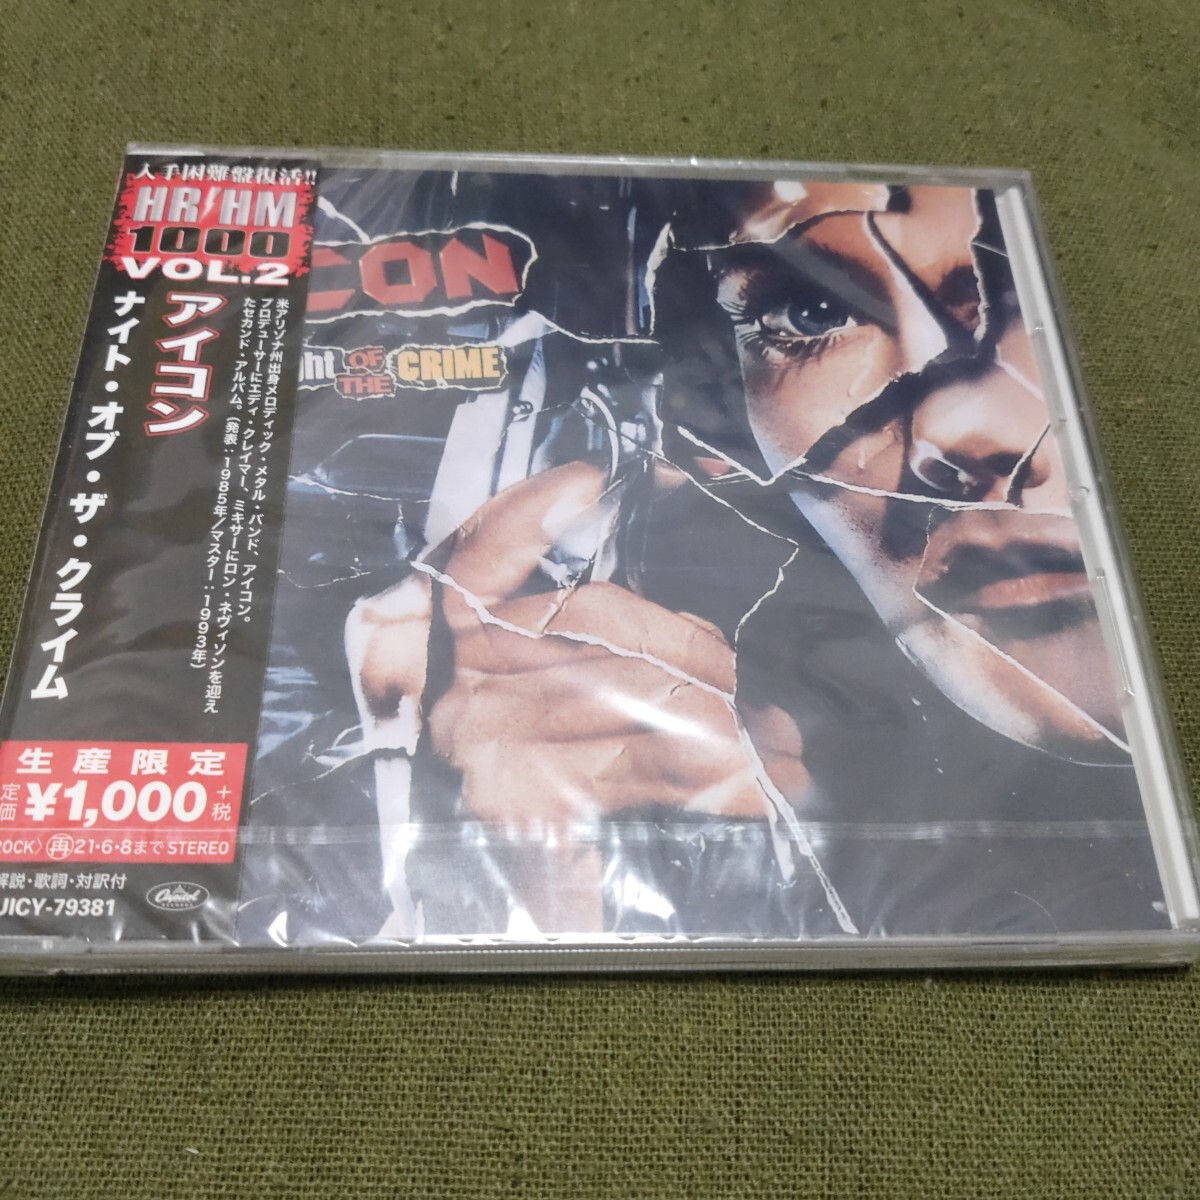 入手困難盤復活!!
HR/HM
1000
VOL.2
アイコン
ナイト・オブ・ザ・クライム
米アリゾナ州出身メロディック・メタル・バンド、アイコン。
プロデューサーにエディ・クレイマー、ミキサーにロン・ネヴィソンを迎え
たセカンド・アルバム。(発表:1985年/マスター:1993年)
生産限定
定価 ¥1,000 +税
ROCK〉 再 21・6・8まで STEREO
解説・歌詞・対訳付
UICY-79381
Capitol
RECORDS
CON
ht OF THE CRIME